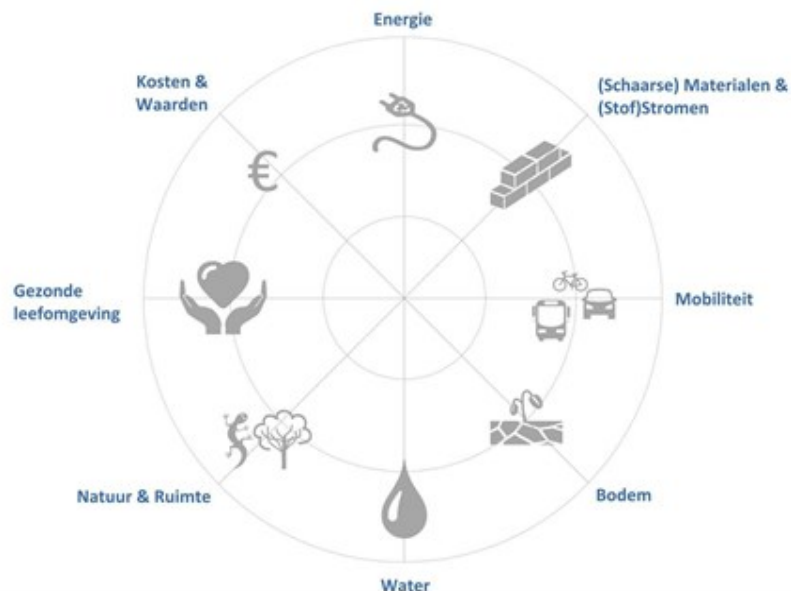 Energie
Kosten &
Waarden
(Schaarse) Materialen &
(Stof)Stromen
€
Gezonde
leefomgeving
Mobiliteit
Natuur & Ruimte
Bodem
Water